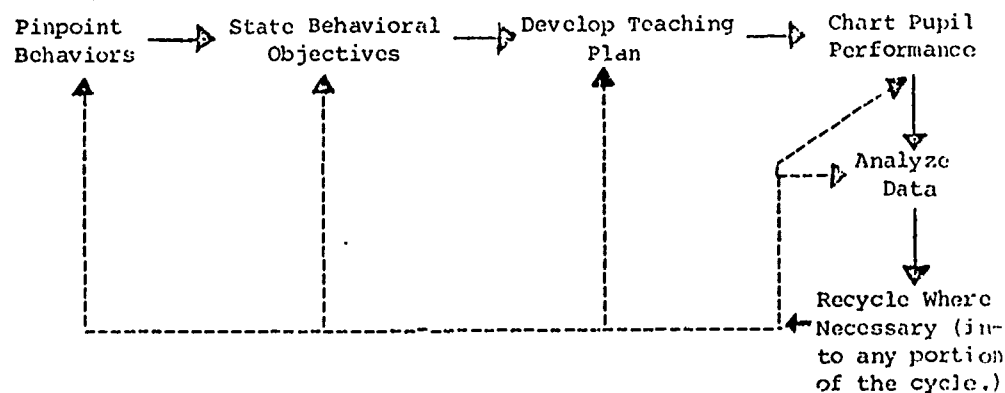 Pinpoint
Behaviors
State Behavioral
Objectives
Develop Teaching
Plan
Chart Pupil
Performance
Analyze
Data
Recycle Where
Necessary (in-
to any portion
of the cycle.)